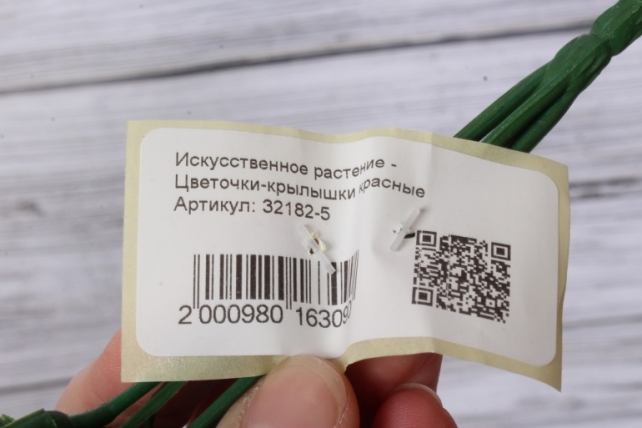 Искусственное растение -
Цветочки-крылышки красные
Артикул: 32182-5
2 000980 16309